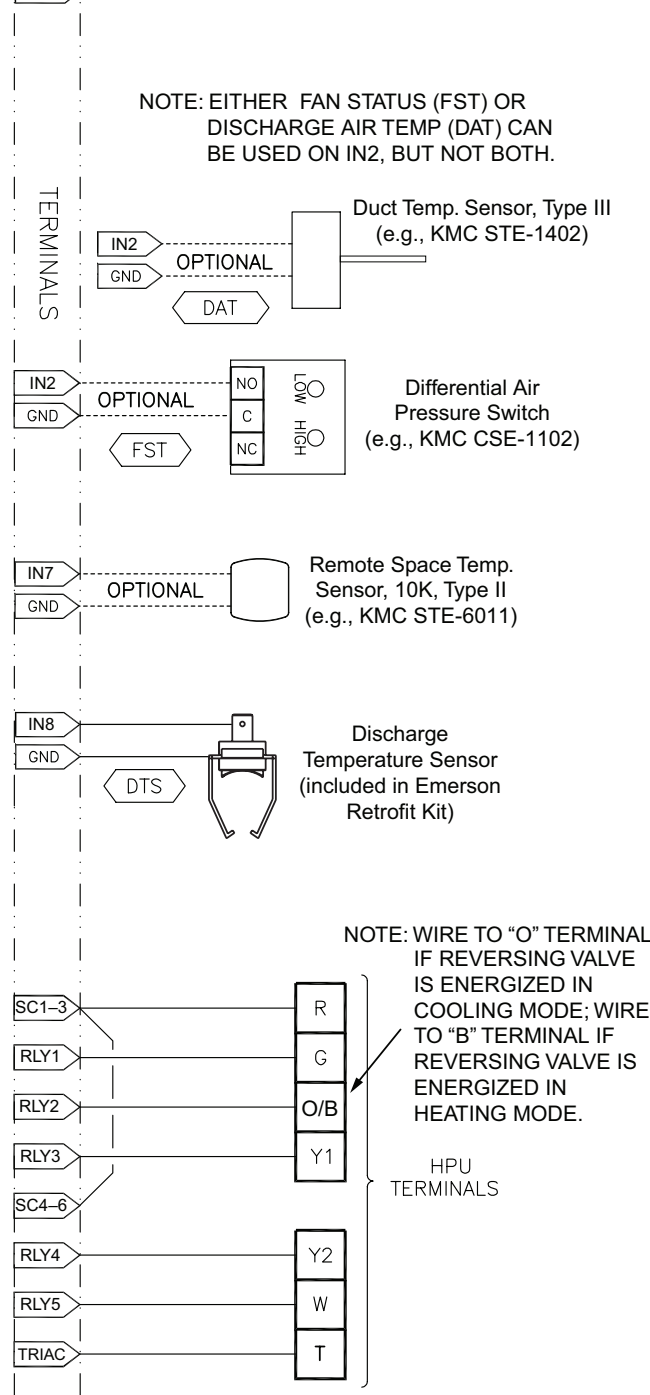 NOTE: EITHER FAN STATUS (FST) OR
DISCHARGE AIR TEMP (DAT) CAN
BE USED ON IN2, BUT NOT BOTH.
TERMINALS
Duct Temp. Sensor, Type III
(e.g., KMC STE-1402)
IN2
OPTIONAL
GND
DAT
IN2
OPTIONAL
GND
FST
NO
C
NC
LOW
HIGH
Differential Air
Pressure Switch
(e.g., KMC CSE-1102)
IN7
OPTIONAL
GND
Remote Space Temp.
Sensor, 10K, Type II
(e.g., KMC STE-6011)
IN8
GND
DTS
Discharge
Temperature Sensor
(included in Emerson
Retrofit Kit)
NOTE: WIRE TO “O” TERMINAL
IF REVERSING VALVE
IS ENERGIZED IN
COOLING MODE; WIRE
TO “B” TERMINAL IF
REVERSING VALVE IS
ENERGIZED IN
HEATING MODE.
SC1–3
R
RLY1
G
RLY2
O/B
RLY3
Y1
SC4–6
HPU
TERMINALS
RLY4
Y2
RLY5
W
TRIAC
T